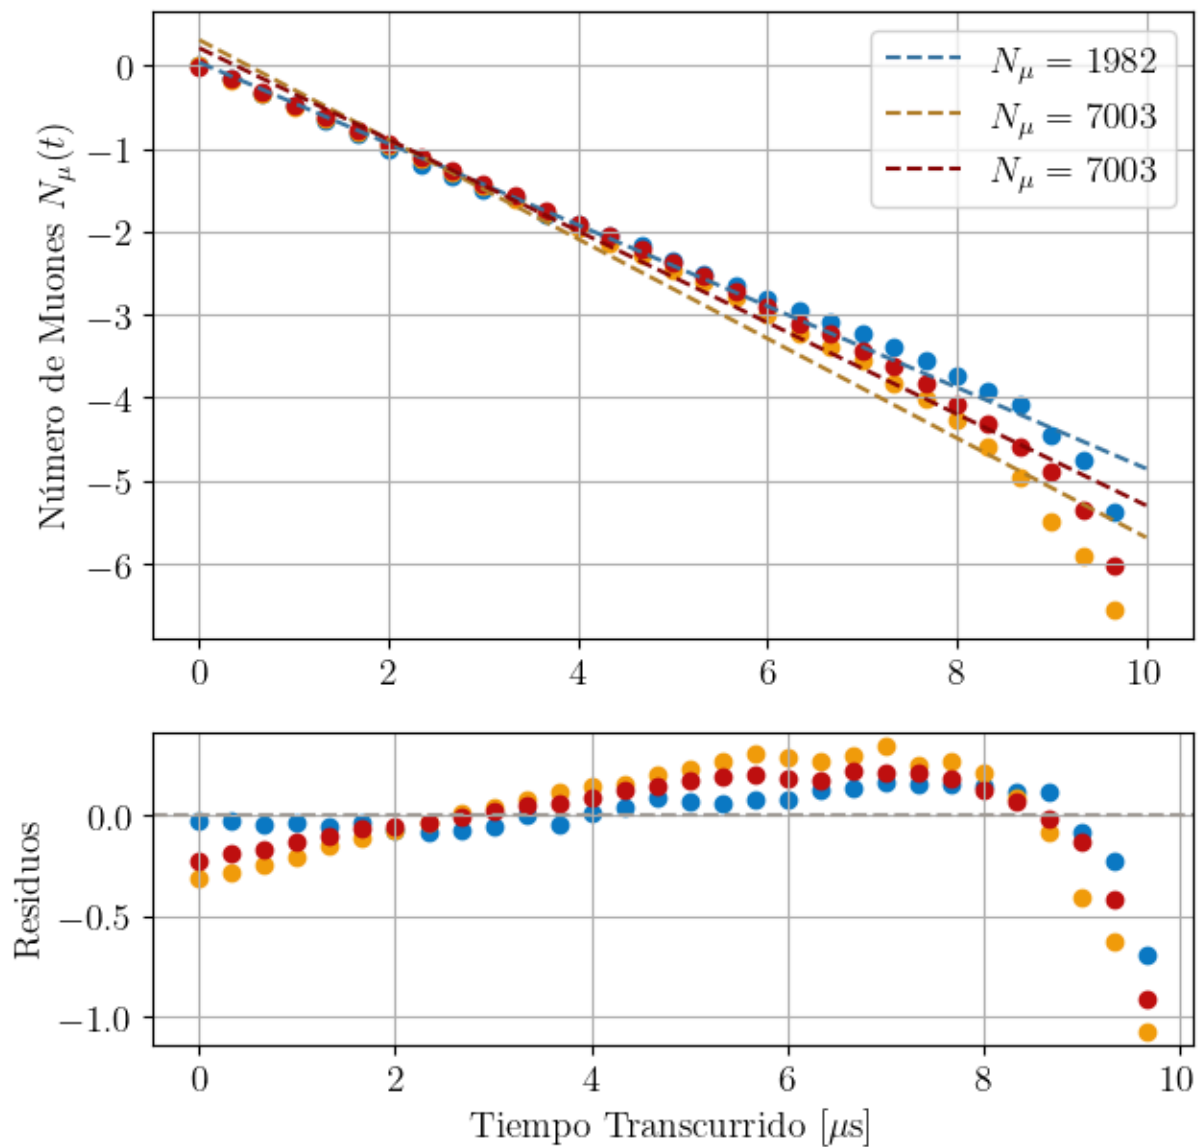 Número de Muones N_μ(t)
0
−1
−2
−3
−4
−5
−6
N_μ = 1982
N_μ = 7003
N_μ = 7003
0 2 4 6 8 10
Residuos
0.0
−0.5
−1.0
0 2 4 6 8 10
Tiempo Transcurrido [μs]